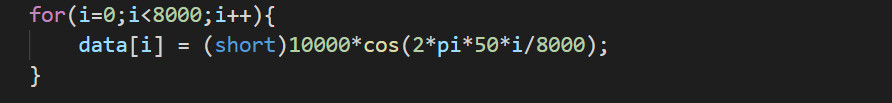 for(i=0;i<8000;i++){
    data[i] = (short)10000*cos(2*pi*50*i/8000);
}